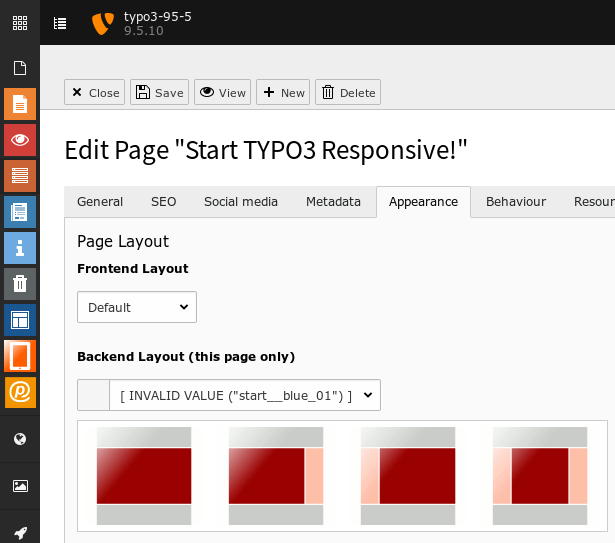 typo3-95-5
9.5.10
Close Save View New Delete
Edit Page "Start TYPO3 Responsive!"
General SEO Social media Metadata Appearance Behaviour Resour
Page Layout
Frontend Layout
Default
Backend Layout (this page only)
[ INVALID VALUE ("start__blue_01") ]